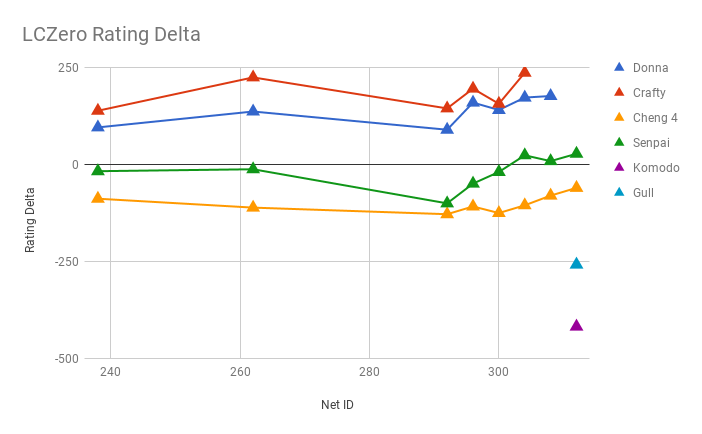 LCZero Rating Delta
250
0
-250
-500
Rating Delta
240
260
280
300
Net ID
Donna
Crafty
Cheng 4
Senpai
Komodo
Gull